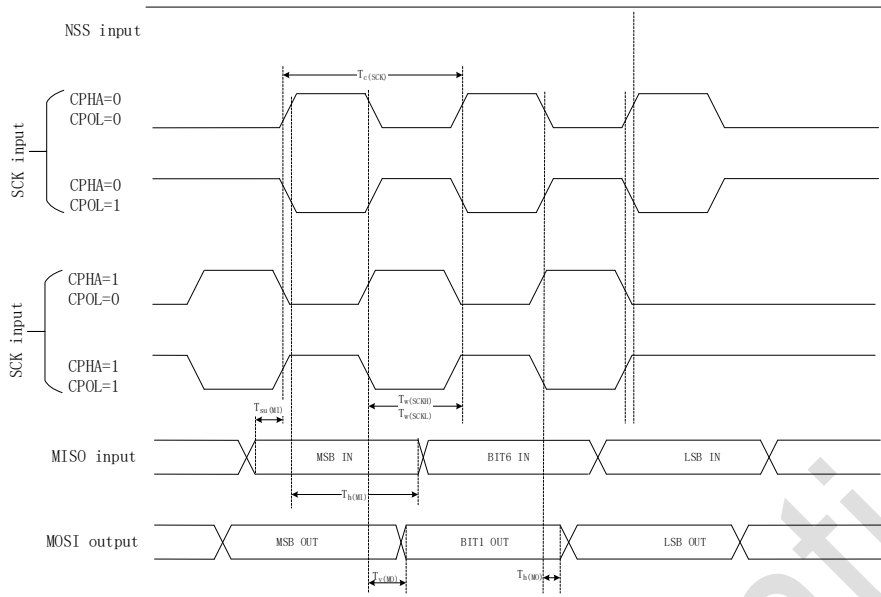 NSS input
Tc(SCK)
SCK input
CPHA=0
CPOL=0
CPHA=0
CPOL=1
SCK input
CPHA=1
CPOL=0
CPHA=1
CPOL=1
Tw(SCKH)
Tw(SCKL)
Tsu(MI)
MISO input
MSB IN
BIT6 IN
LSB IN
Th(MI)
MOSI output
MSB OUT
BIT1 OUT
LSB OUT
Tv(MO)
Th(MO)